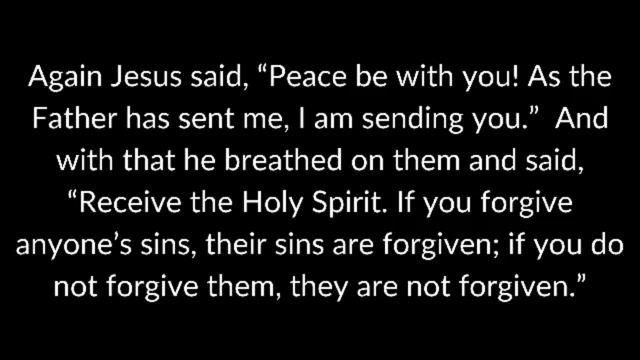 Again Jesus said, “Peace be with you! As the
Father has sent me, I am sending you.”  And
with that he breathed on them and said,
“Receive the Holy Spirit. If you forgive
anyone’s sins, their sins are forgiven; if you do
not forgive them, they are not forgiven.”